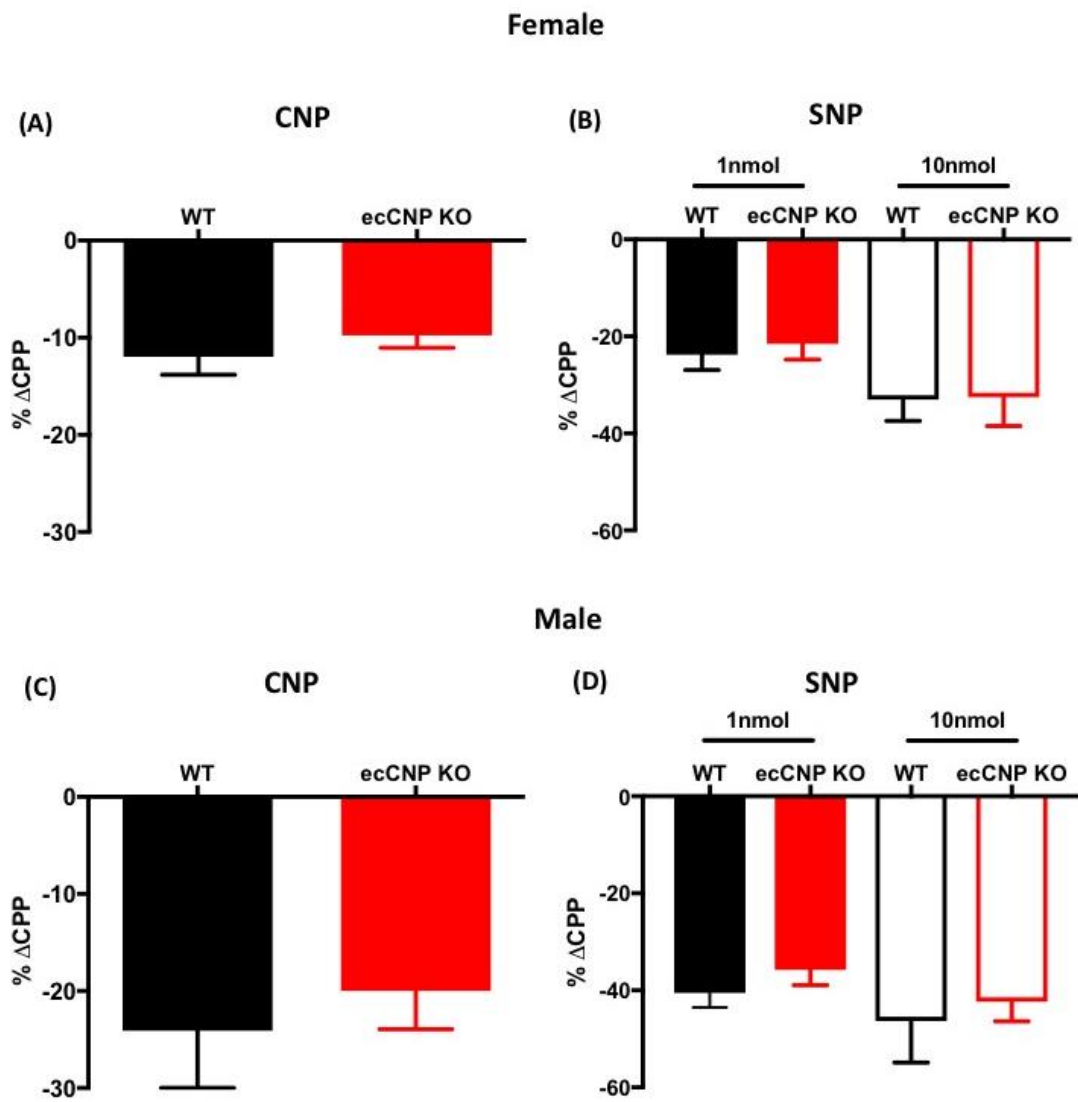 Female
(A) CNP
WT ecCNP KO
0
-10
-20
-30
% ΔCPP
(B) SNP
1nmol 10nmol
WT ecCNP KO WT ecCNP KO
0
-20
-40
-60
% ΔCPP
Male
(C) CNP
WT ecCNP KO
0
-10
-20
-30
% ΔCPP
(D) SNP
1nmol 10nmol
WT ecCNP KO WT ecCNP KO
0
-20
-40
-60
% ΔCPP